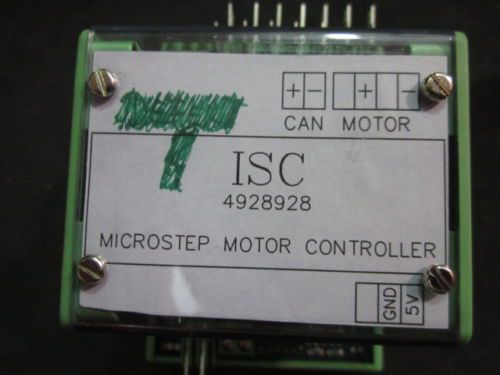 + - + -
CAN MOTOR
T
ISC
4928928
MICROSTEP MOTOR CONTROLLER
GND
5V